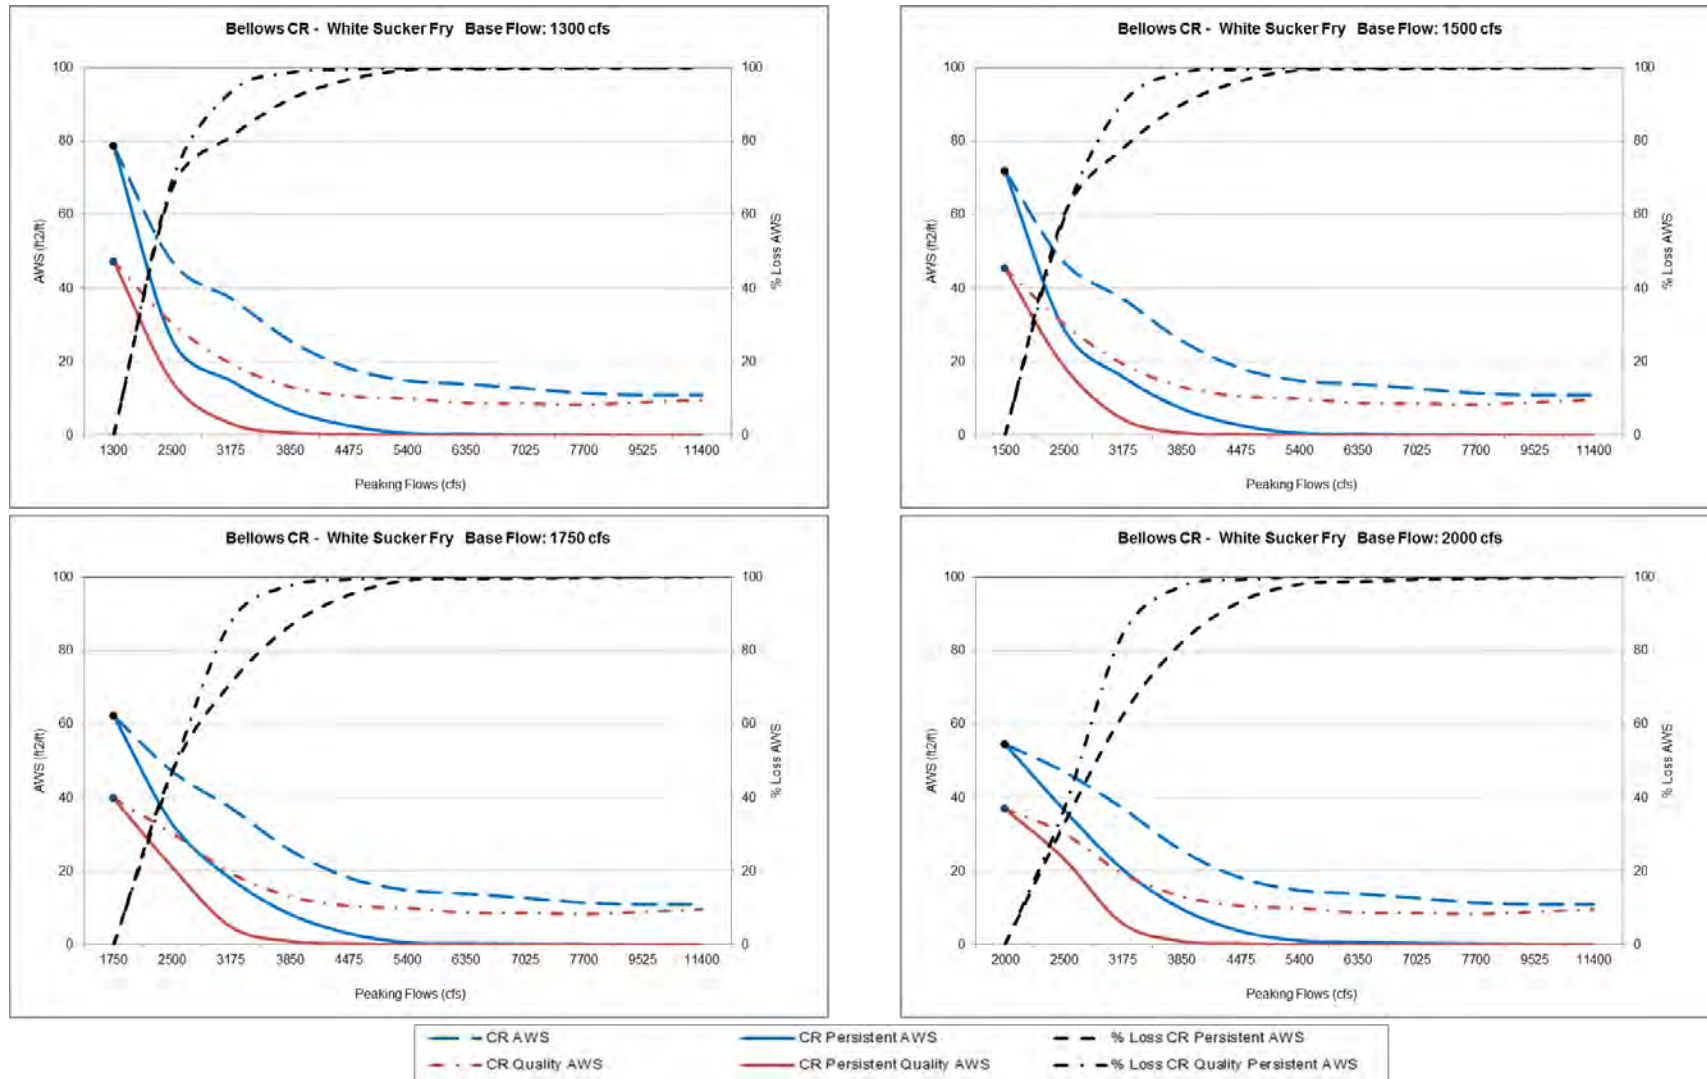 Bellows CR - White Sucker Fry Base Flow: 1300 cfs
100
80
60
40
20
0
AWS (ft2/ft)
100
80
60
40
20
0
% Loss AWS
1300 2500 3175 3850 4475 5400 6350 7025 7700 9525 11400
Peaking Flows (cfs)
Bellows CR - White Sucker Fry Base Flow: 1500 cfs
100
80
60
40
20
0
AWS (ft2/ft)
100
80
60
40
20
0
% Loss AWS
1500 2500 3175 3850 4475 5400 6350 7025 7700 9525 11400
Peaking Flows (cfs)
Bellows CR - White Sucker Fry Base Flow: 1750 cfs
100
80
60
40
20
0
AWS (ft2/ft)
100
80
60
40
20
0
% Loss AWS
1750 2500 3175 3850 4475 5400 6350 7025 7700 9525 11400
Peaking Flows (cfs)
Bellows CR - White Sucker Fry Base Flow: 2000 cfs
100
80
60
40
20
0
AWS (ft2/ft)
100
80
60
40
20
0
% Loss AWS
2000 2500 3175 3850 4475 5400 6350 7025 7700 9525 11400
Peaking Flows (cfs)
CR AWS CR Persistent AWS % Loss CR Persistent AWS
CR Quality AWS CR Persistent Quality AWS % Loss CR Quality Persistent AWS